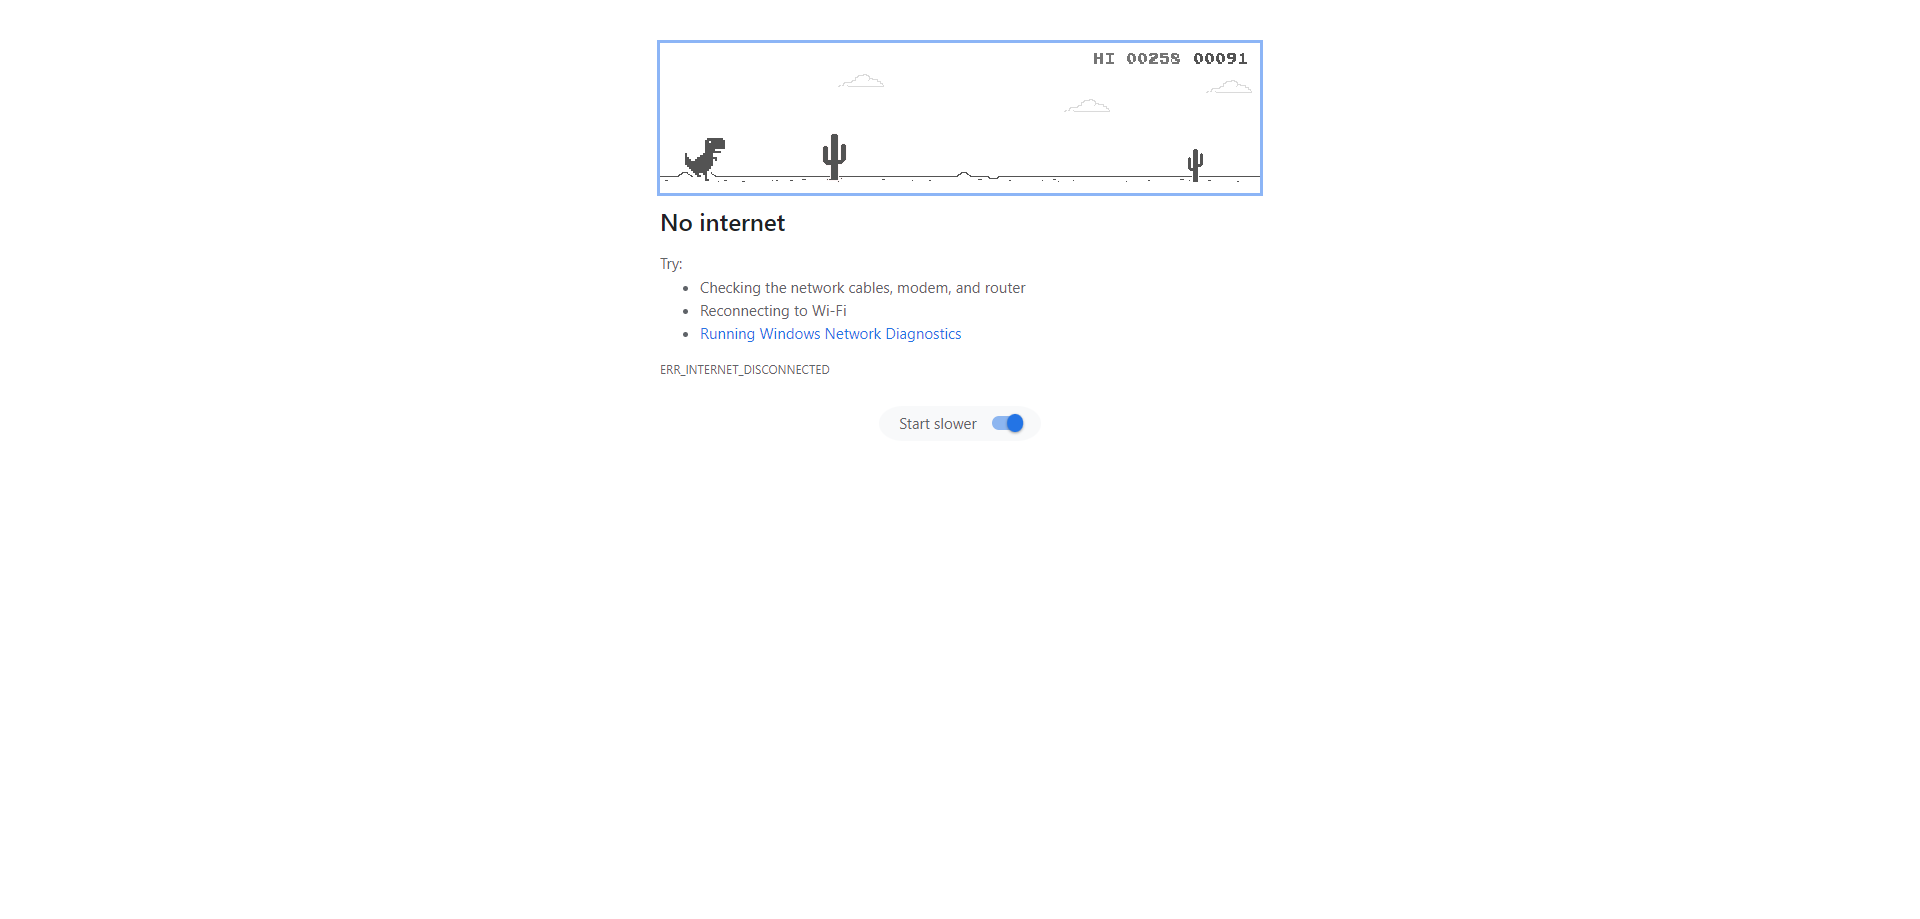 HI 00258 00091
No internet
Try:
Checking the network cables, modem, and router
Reconnecting to Wi-Fi
Running Windows Network Diagnostics
ERR_INTERNET_DISCONNECTED
Start slower